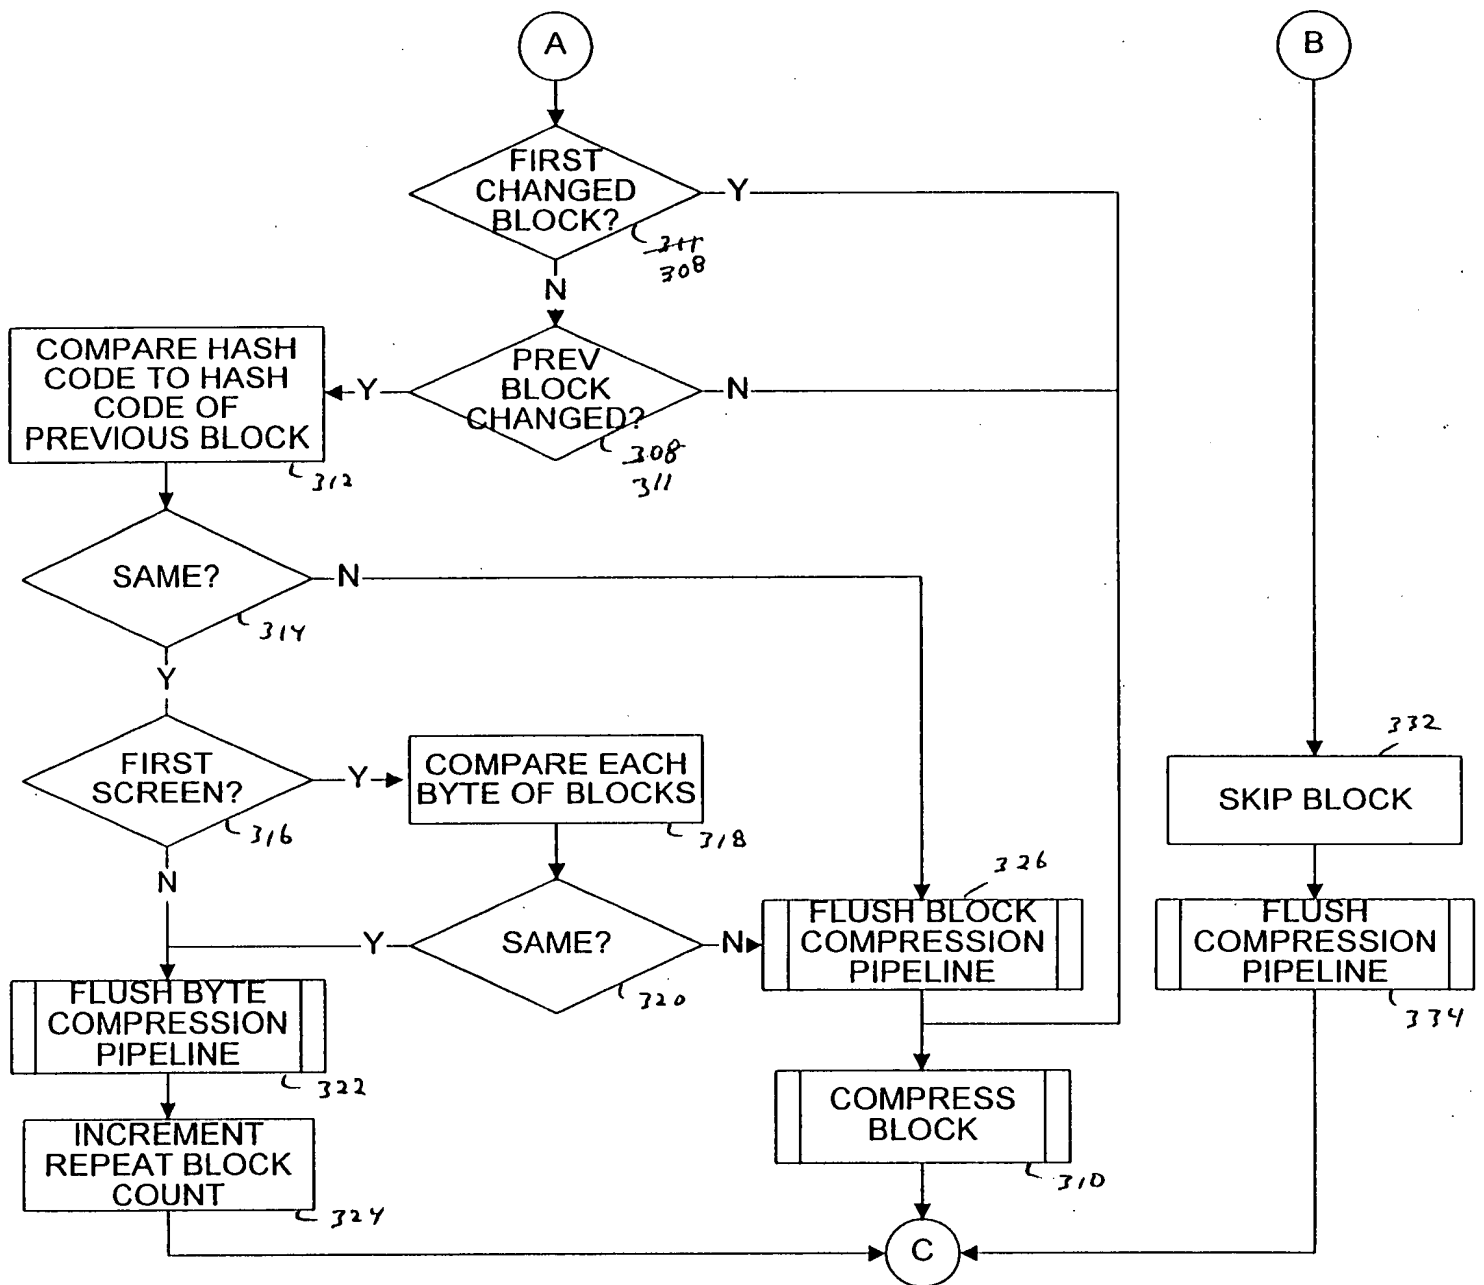 A
B
FIRST
CHANGED
BLOCK?
Y
311
308
N
COMPARE HASH
CODE TO HASH
CODE OF
PREVIOUS BLOCK
312
Y
PREV
BLOCK
CHANGED?
N
308
311
SAME?
N
314
Y
FIRST
SCREEN?
Y
316
N
COMPARE EACH
BYTE OF BLOCKS
318
332
SKIP BLOCK
Y
SAME?
N
320
326
FLUSH BLOCK
COMPRESSION
PIPELINE
FLUSH
COMPRESSION
PIPELINE
334
FLUSH BYTE
COMPRESSION
PIPELINE
322
COMPRESS
BLOCK
310
INCREMENT
REPEAT BLOCK
COUNT
324
C